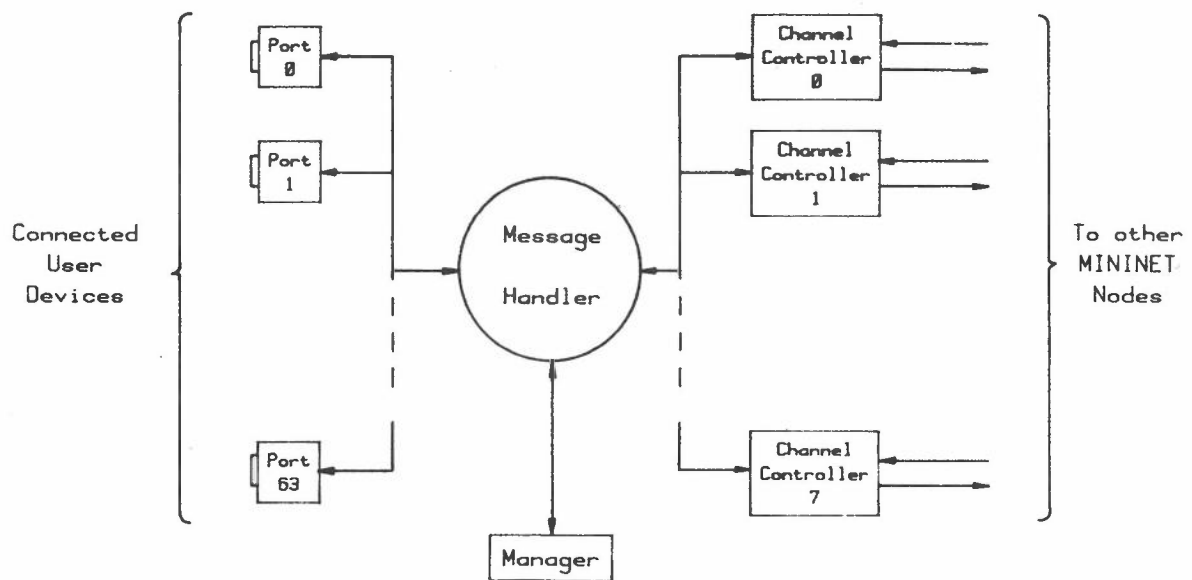 Connected
User
Devices
Port
0
Port
1
Port
63
Message
Handler
Manager
Channel
Controller
0
Channel
Controller
1
Channel
Controller
7
To other
MININET
Nodes